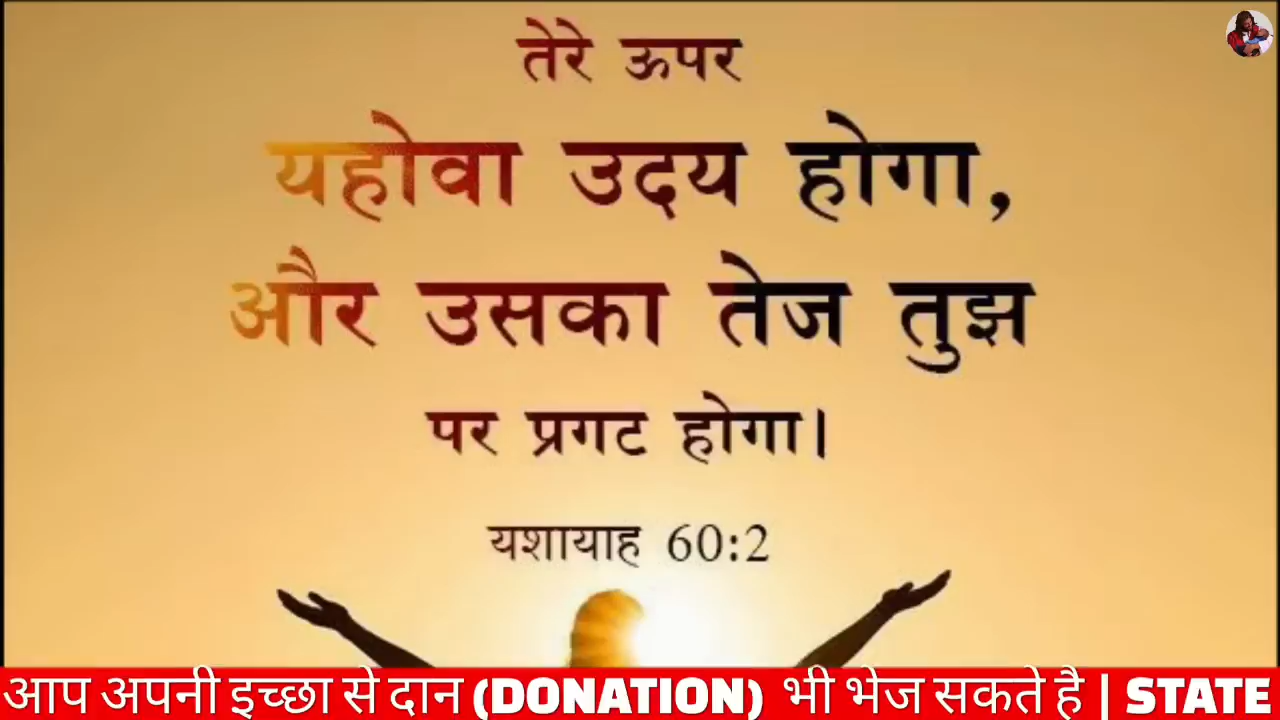 तेरे ऊपर
यहोवा उदय होगा,
और उसका तेज तुझ
पर प्रगट होगा।
यशायाह 60:2
आप अपनी इच्छा से दान (DONATION) भी भेज सकते है | STATE